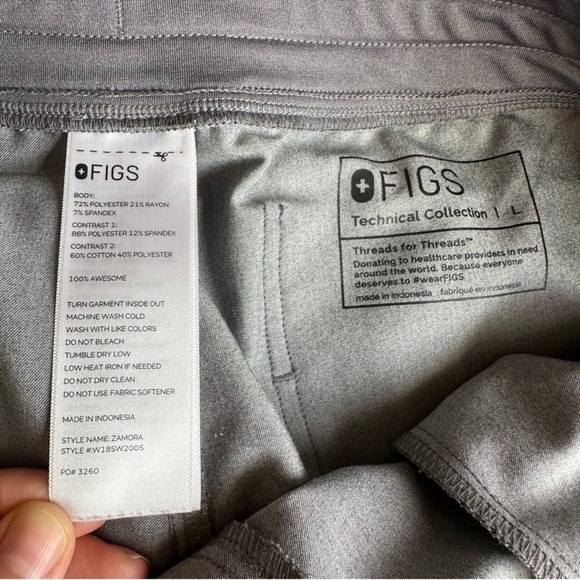 FIGS
BODY:
72% POLYESTER 21% RAYON
7% SPANDEX
CONTRAST 1:
88% POLYESTER 12% SPANDEX
CONTRAST 2:
60% COTTON 40% POLYESTER
100% AWESOME
TURN GARMENT INSIDE OUT
MACHINE WASH COLD
WASH WITH LIKE COLORS
DO NOT BLEACH
TUMBLE DRY LOW
LOW HEAT IRON IF NEEDED
DO NOT DRY CLEAN
DO NOT USE FABRIC SOFTENER
MADE IN INDONESIA
STYLE NAME: ZAMORA
STYLE #:W18SW2005
PO# 3260
FIGS
Technical Collection | L
Threads for Threads™
Donating to healthcare providers in need
around the world. Because everyone
deserves to #wearFIGS
made in indonesia fabriqué en indonésie